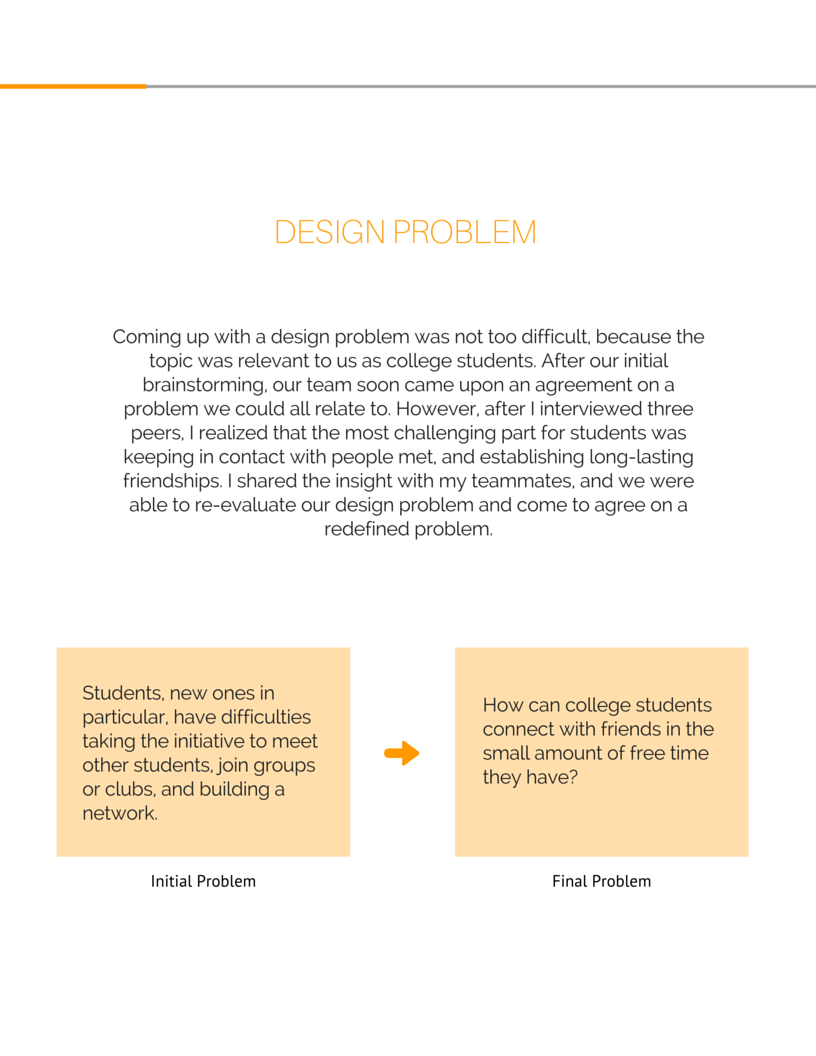 DESIGN PROBLEM
Coming up with a design problem was not too difficult, because the
topic was relevant to us as college students. After our initial
brainstorming, our team soon came upon an agreement on a
problem we could all relate to. However, after I interviewed three
peers, I realized that the most challenging part for students was
keeping in contact with people met, and establishing long-lasting
friendships. I shared the insight with my teammates, and we were
able to re-evaluate our design problem and come to agree on a
redefined problem.
Students, new ones in
particular, have difficulties
taking the initiative to meet
other students, join groups
or clubs, and building a
network.
Initial Problem
How can college students
connect with friends in the
small amount of free time
they have?
Final Problem